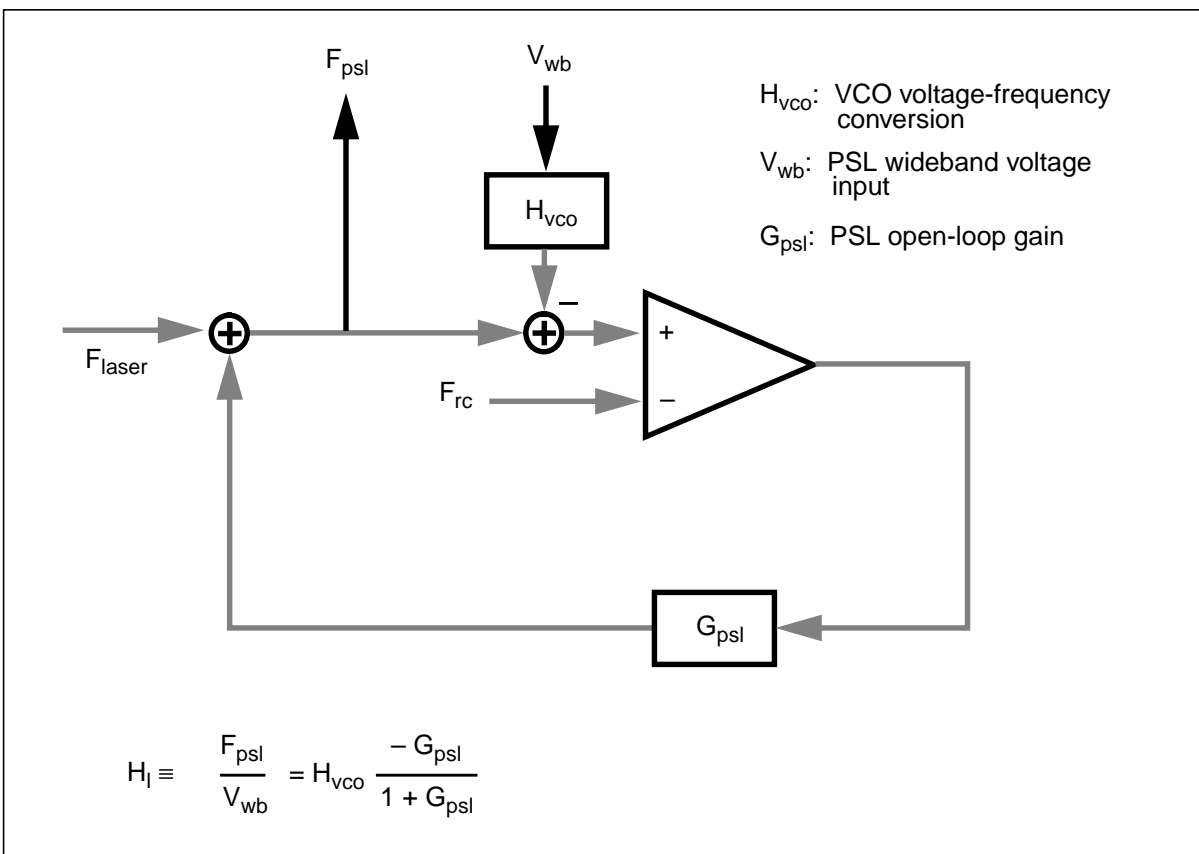 F_psl
V_wb
H_vco: VCO voltage-frequency
conversion
V_wb: PSL wideband voltage
input
G_psl: PSL open-loop gain
H_vco
–
F_laser
+
F_rc
–
G_psl
H_l ≡ F_psl / V_wb = H_vco – G_psl / 1 + G_psl